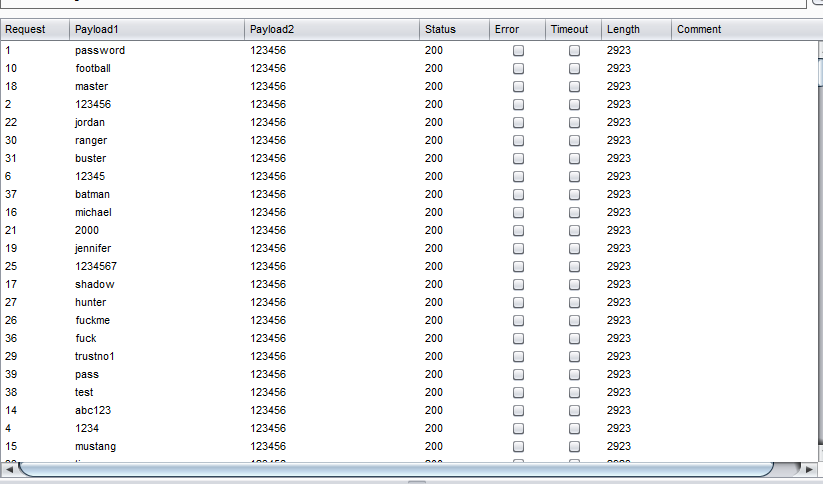 Request Payload1 Payload2 Status Error Timeout Length Comment
1 password 123456 200 2923
10 football 123456 200 2923
18 master 123456 200 2923
2 123456 123456 200 2923
22 jordan 123456 200 2923
30 ranger 123456 200 2923
31 buster 123456 200 2923
6 12345 123456 200 2923
37 batman 123456 200 2923
16 michael 123456 200 2923
21 2000 123456 200 2923
19 jennifer 123456 200 2923
25 1234567 123456 200 2923
17 shadow 123456 200 2923
27 hunter 123456 200 2923
26 fuckme 123456 200 2923
36 fuck 123456 200 2923
29 trustno1 123456 200 2923
39 pass 123456 200 2923
38 test 123456 200 2923
14 abc123 123456 200 2923
4 1234 123456 200 2923
15 mustang 123456 200 2923